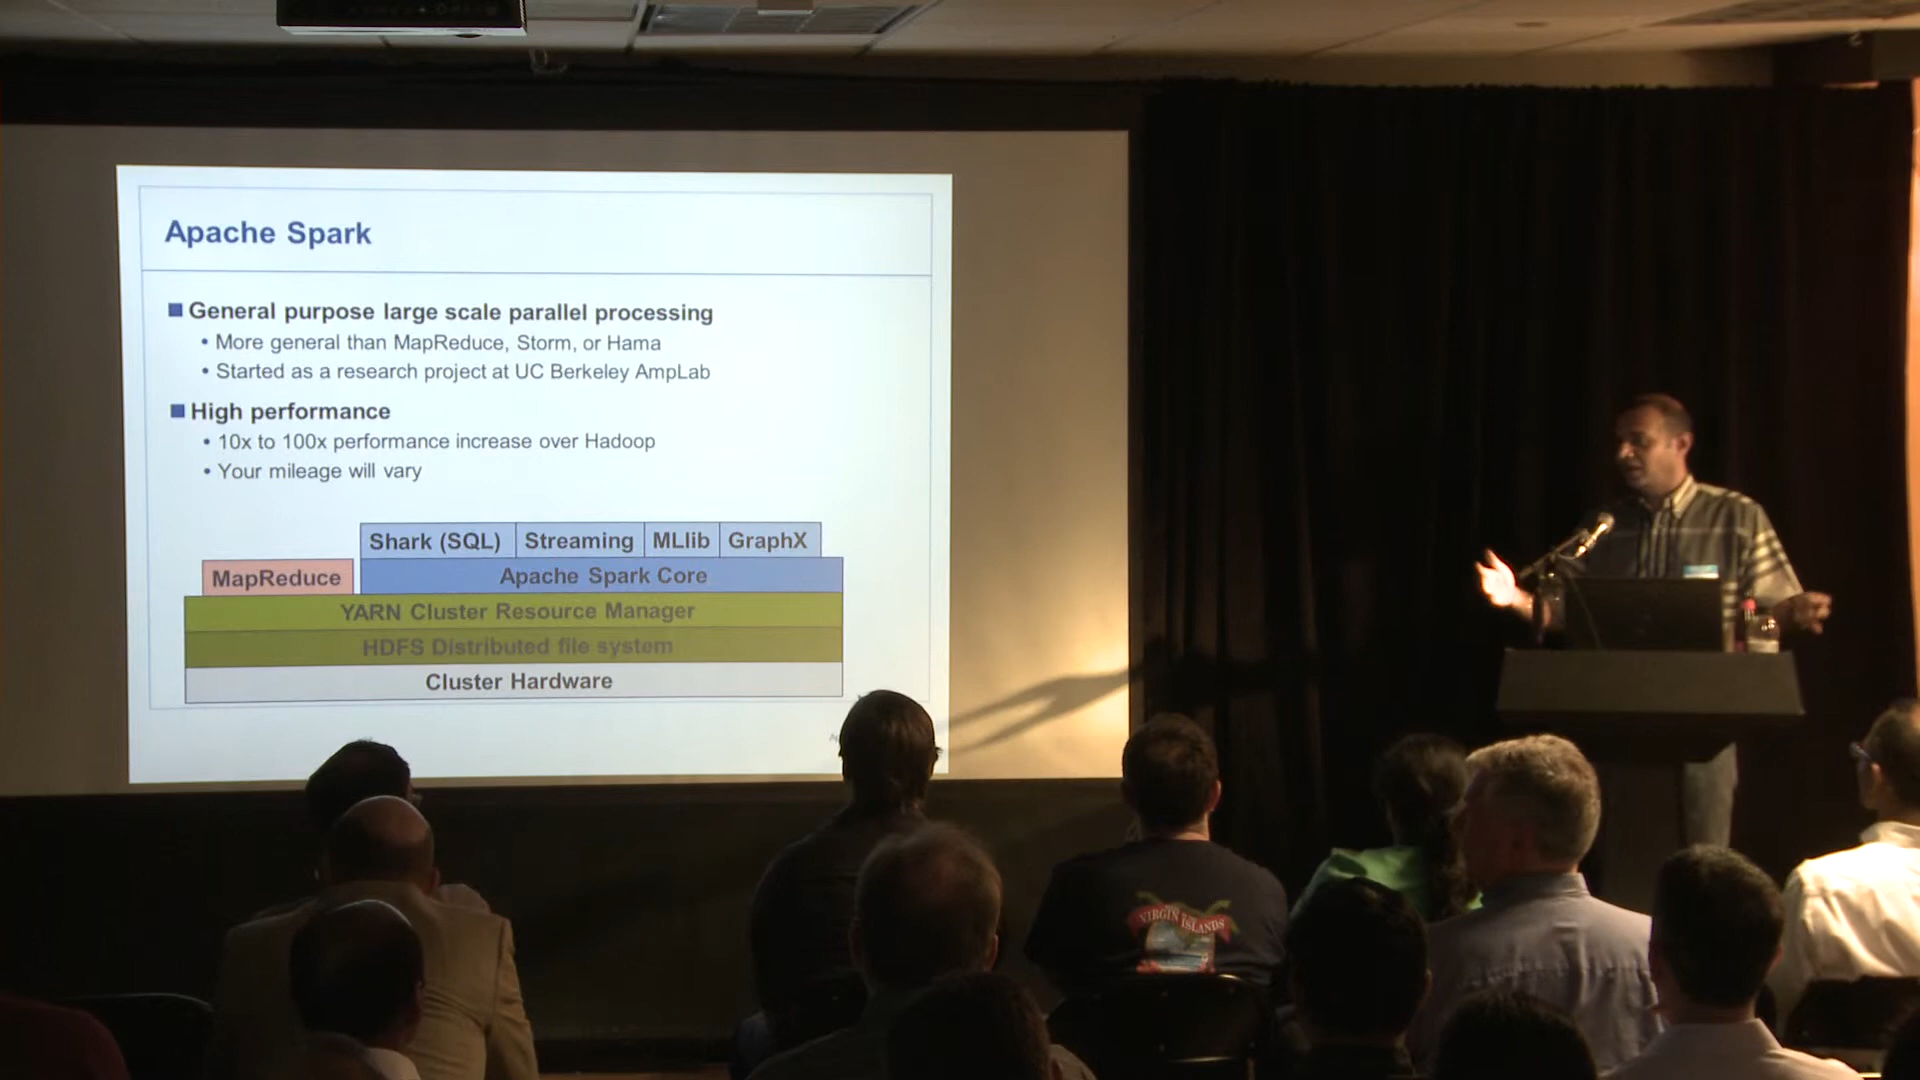 Apache Spark
■ General purpose large scale parallel processing
• More general than MapReduce, Storm, or Hama
• Started as a research project at UC Berkeley AmpLab
■ High performance
• 10x to 100x performance increase over Hadoop
• Your mileage will vary
Shark (SQL) Streaming MLlib GraphX
MapReduce Apache Spark Core
YARN Cluster Resource Manager
HDFS Distributed file system
Cluster Hardware
VIRGIN ISLANDS